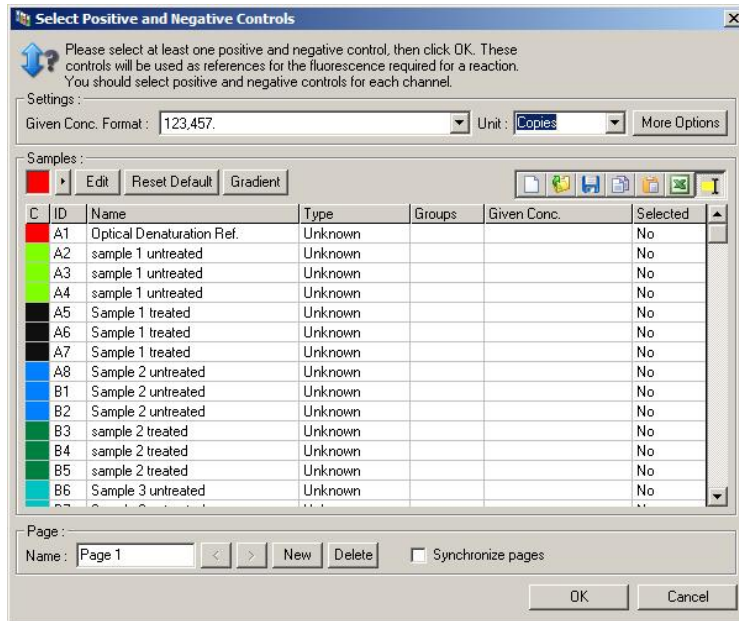 Select Positive and Negative Controls
Please select at least one positive and negative control, then click OK. These
controls will be used as references for the fluorescence required for a reaction.
You should select positive and negative controls for each channel.
Settings :
Given Conc. Format : 123,457. Unit : Copies More Options
Samples :
Edit Reset Default Gradient
C ID Name Type Groups Given Conc. Selected
A1 Optical Denaturation Ref. Unknown No
A2 sample 1 untreated Unknown No
A3 sample 1 untreated Unknown No
A4 sample 1 untreated Unknown No
A5 Sample 1 treated Unknown No
A6 Sample 1 treated Unknown No
A7 Sample 1 treated Unknown No
A8 Sample 2 untreated Unknown No
B1 Sample 2 untreated Unknown No
B2 Sample 2 untreated Unknown No
B3 sample 2 treated Unknown No
B4 sample 2 treated Unknown No
B5 sample 2 treated Unknown No
B6 Sample 3 untreated Unknown No
Page :
Name : Page 1 < > New Delete Synchronize pages
OK Cancel